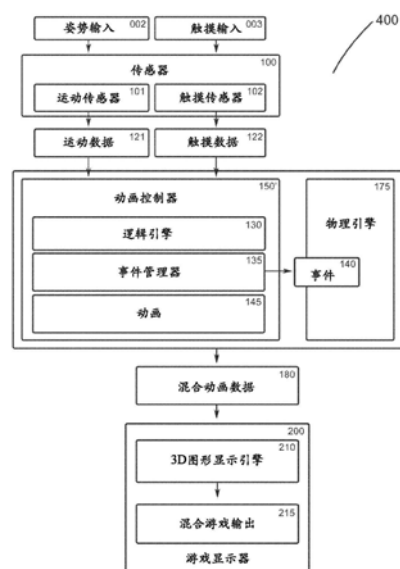 400
姿势输入 002
触摸输入 003
传感器 100
运动传感器 101
触摸传感器 102
运动数据 121
触摸数据 122
动画控制器 150'
物理引擎 175
逻辑引擎 130
事件管理器 135
事件 140
动画 145
混合动画数据 180
200
3D图形显示引擎 210
混合游戏输出 215
游戏显示器